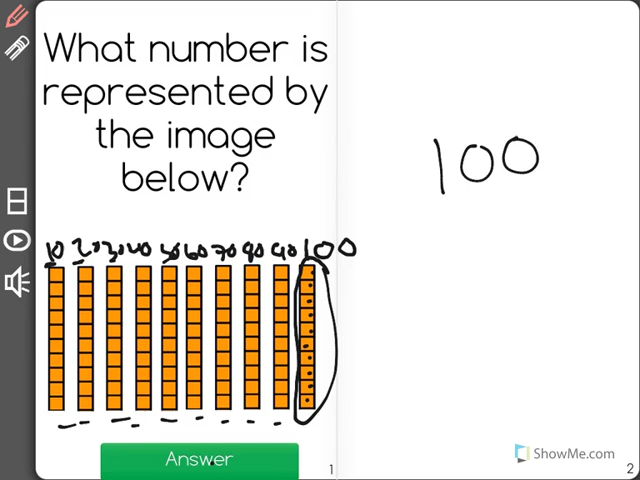 What number is
represented by
the image
below?
100
10 20 30 40 50 60 70 80 90 100
Answer
1
ShowMe.com
2